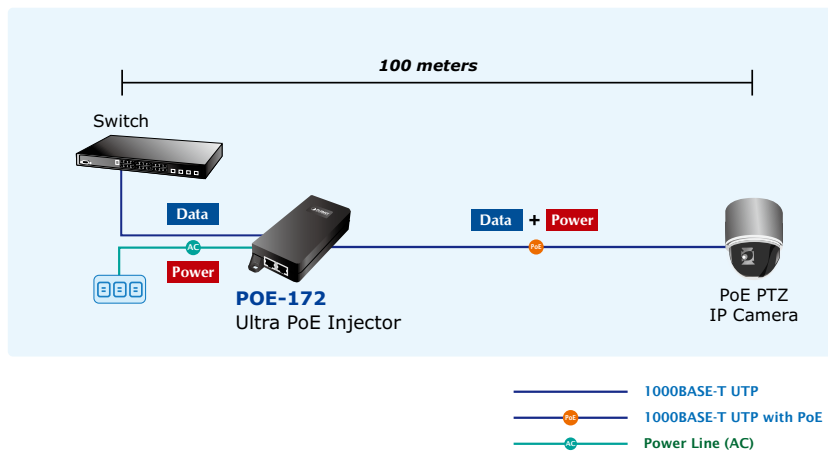 100 meters
Switch
Data
Data + Power
AC
PoE
Power
POE-172
Ultra PoE Injector
PoE PTZ
IP Camera
1000BASE-T UTP
PoE
1000BASE-T UTP with PoE
AC
Power Line (AC)